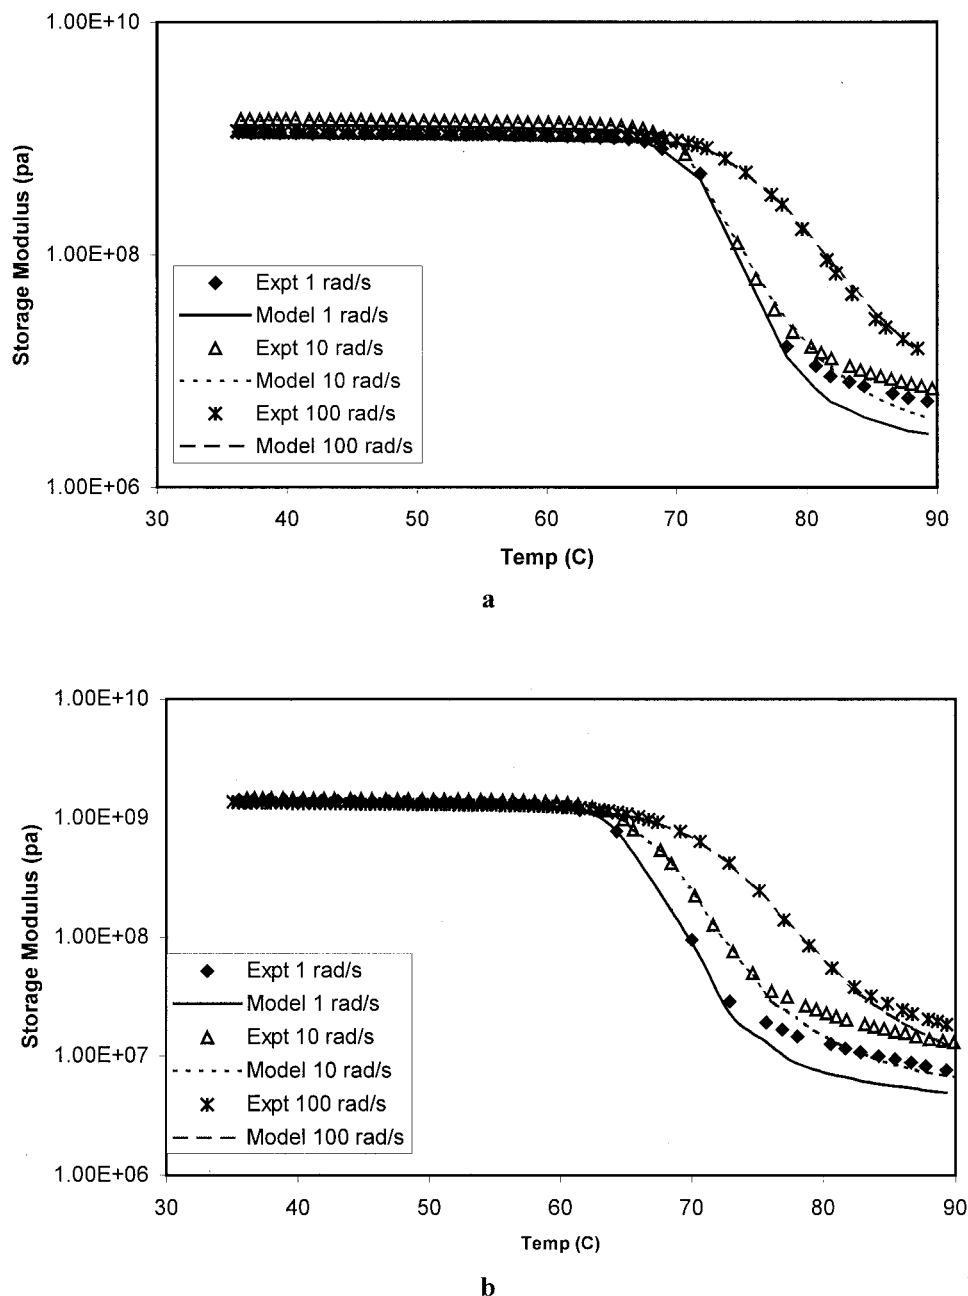 1.00E+10
1.00E+08
1.00E+06
Storage Modulus (pa)
Expt 1 rad/s
Model 1 rad/s
Expt 10 rad/s
Model 10 rad/s
Expt 100 rad/s
Model 100 rad/s
30 40 50 60 70 80 90
Temp (C)
a
1.00E+10
1.00E+09
1.00E+08
1.00E+07
1.00E+06
Storage Modulus (pa)
Expt 1 rad/s
Model 1 rad/s
Expt 10 rad/s
Model 10 rad/s
Expt 100 rad/s
Model 100 rad/s
30 40 50 60 70 80 90
Temp (C)
b